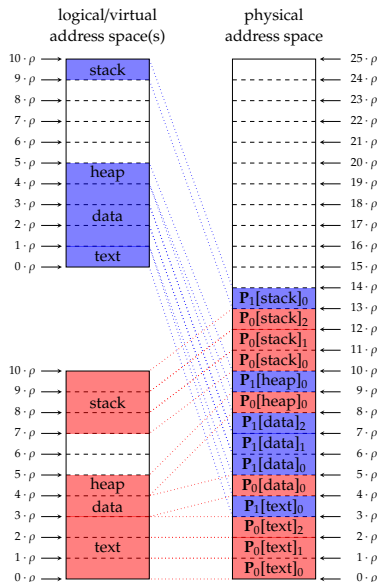 logical/virtual
address space(s)
physical
address space
10 · ρ
9 · ρ
8 · ρ
7 · ρ
6 · ρ
5 · ρ
4 · ρ
3 · ρ
2 · ρ
1 · ρ
0 · ρ
stack
heap
data
text
10 · ρ
9 · ρ
8 · ρ
7 · ρ
6 · ρ
5 · ρ
4 · ρ
3 · ρ
2 · ρ
1 · ρ
0 · ρ
stack
heap
data
text
P₁[stack]₀
P₀[stack]₂
P₀[stack]₁
P₀[stack]₀
P₁[heap]₀
P₀[heap]₀
P₁[data]₂
P₁[data]₁
P₁[data]₀
P₀[data]₀
P₁[text]₀
P₀[text]₂
P₀[text]₁
P₀[text]₀
25 · ρ
24 · ρ
23 · ρ
22 · ρ
21 · ρ
20 · ρ
19 · ρ
18 · ρ
17 · ρ
16 · ρ
15 · ρ
14 · ρ
13 · ρ
12 · ρ
11 · ρ
10 · ρ
9 · ρ
8 · ρ
7 · ρ
6 · ρ
5 · ρ
4 · ρ
3 · ρ
2 · ρ
1 · ρ
0 · ρ